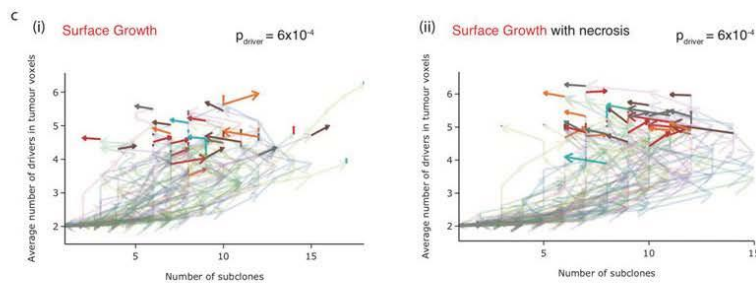 c
(i) Surface Growth p_driver = 6x10⁻⁴
Average number of drivers in tumour voxels
6
5
4
3
2
5 10 15
Number of subclones
(ii) Surface Growth with necrosis p_driver = 6x10⁻⁴
Average number of drivers in tumour voxels
6
5
4
3
2
5 10 15
Number of subclones